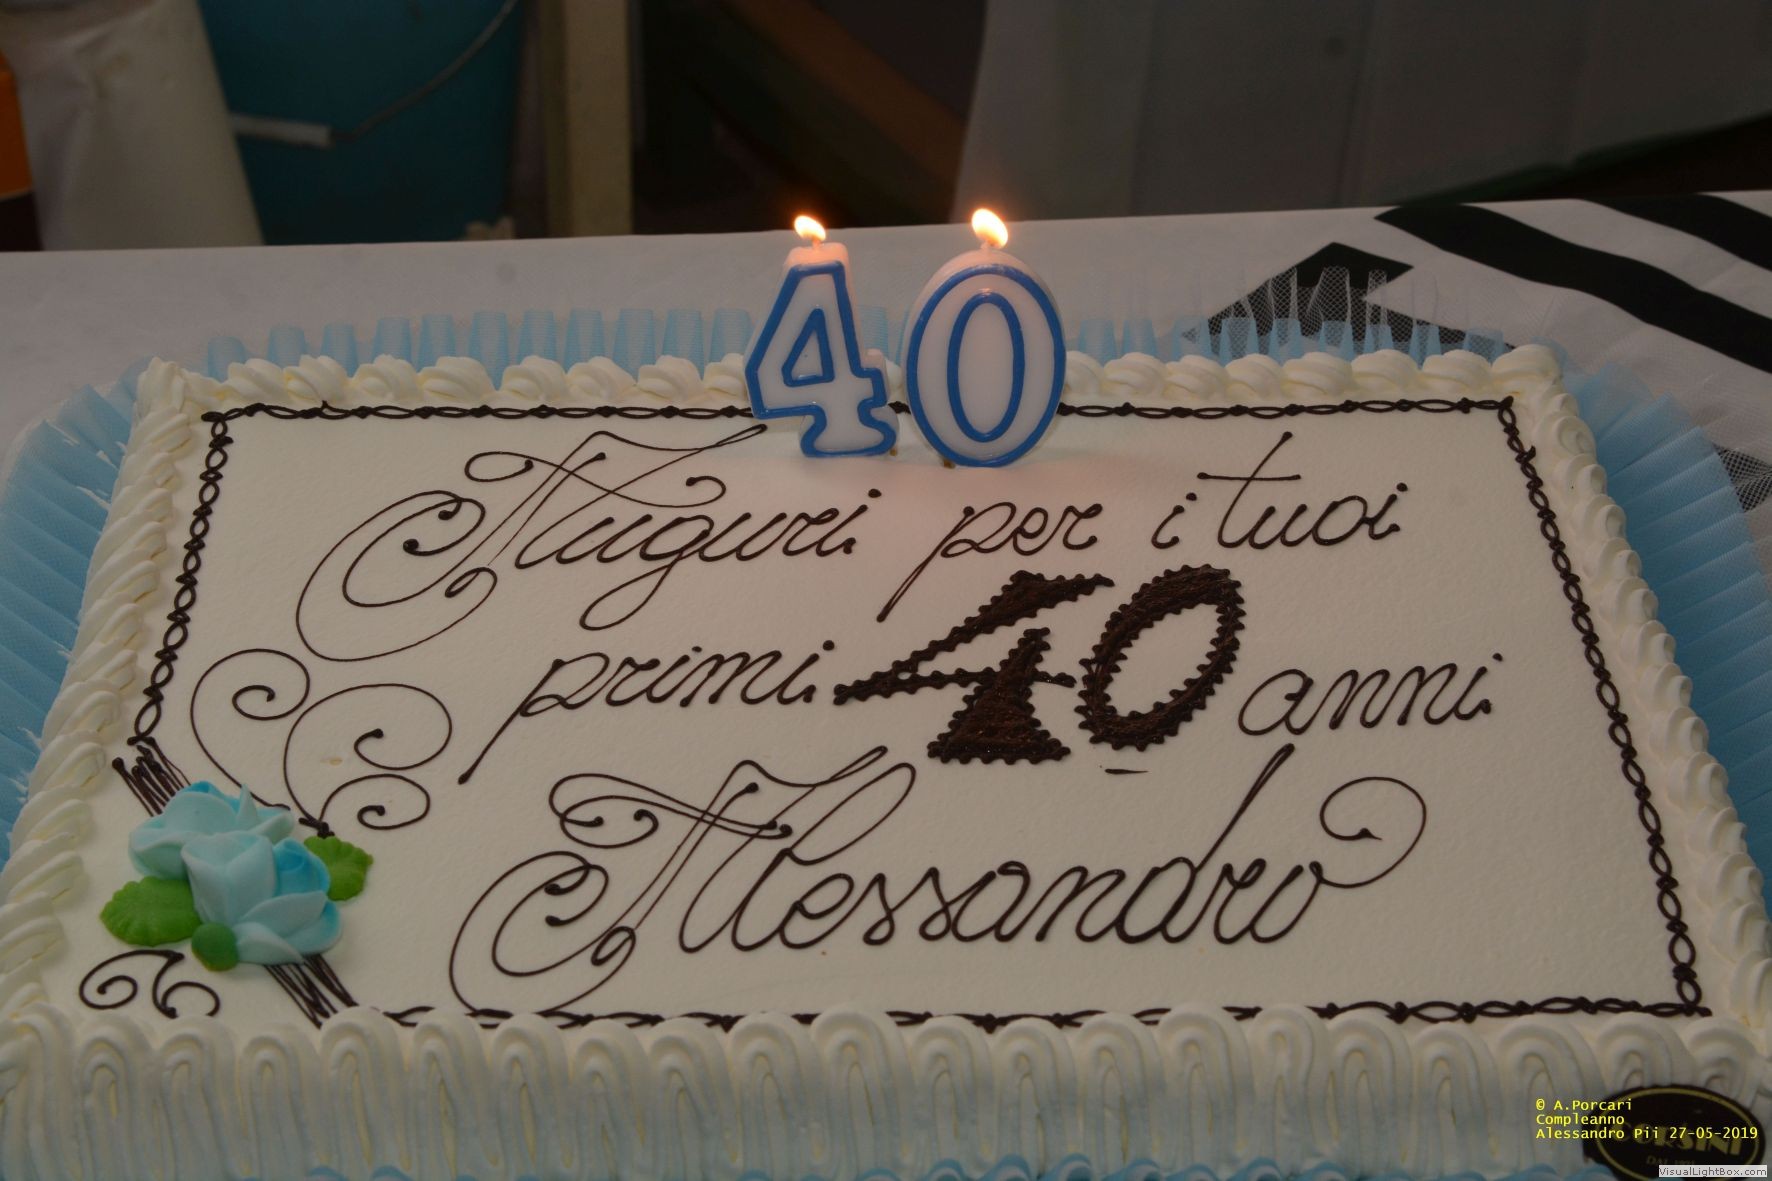 40
Auguri per i tuoi
primi 40 anni
Alessandro
© A.Porcari
Compleanno
Alessandro Pii 27-05-2019
VisualLightBox.com